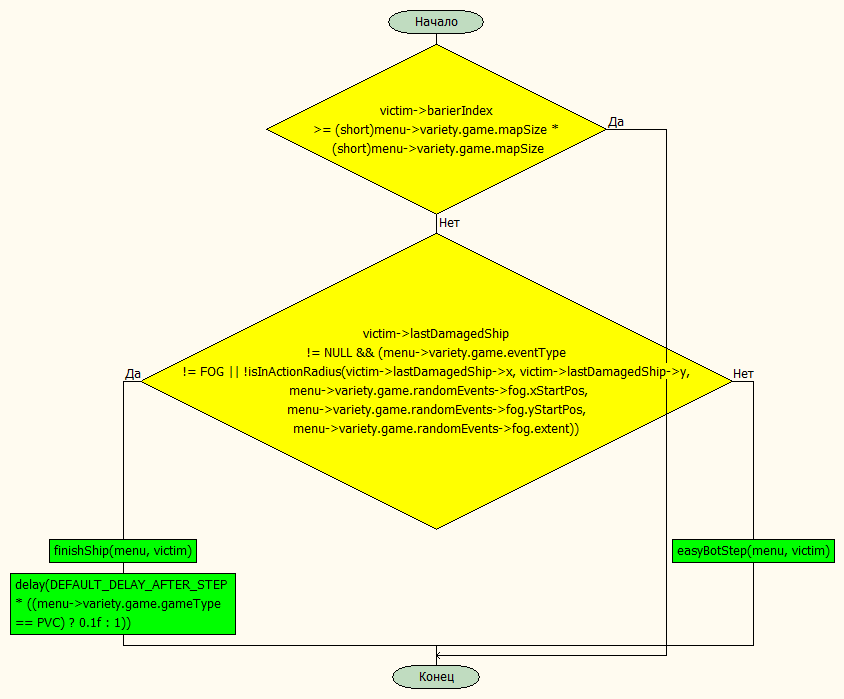 Начало
victim->barierIndex
>= (short)menu->variety.game.mapSize *
(short)menu->variety.game.mapSize
Да
Нет
victim->lastDamagedShip
!= NULL && (menu->variety.game.eventType
!= FOG || !isInActionRadius(victim->lastDamagedShip->x, victim->lastDamagedShip->y,
menu->variety.game.randomEvents->fog.xStartPos,
menu->variety.game.randomEvents->fog.yStartPos,
menu->variety.game.randomEvents->fog.extent))
Да
Нет
finishShip(menu, victim)
easyBotStep(menu, victim)
delay(DEFAULT_DELAY_AFTER_STEP
* ((menu->variety.game.gameType
== PVC) ? 0.1f : 1))
Конец